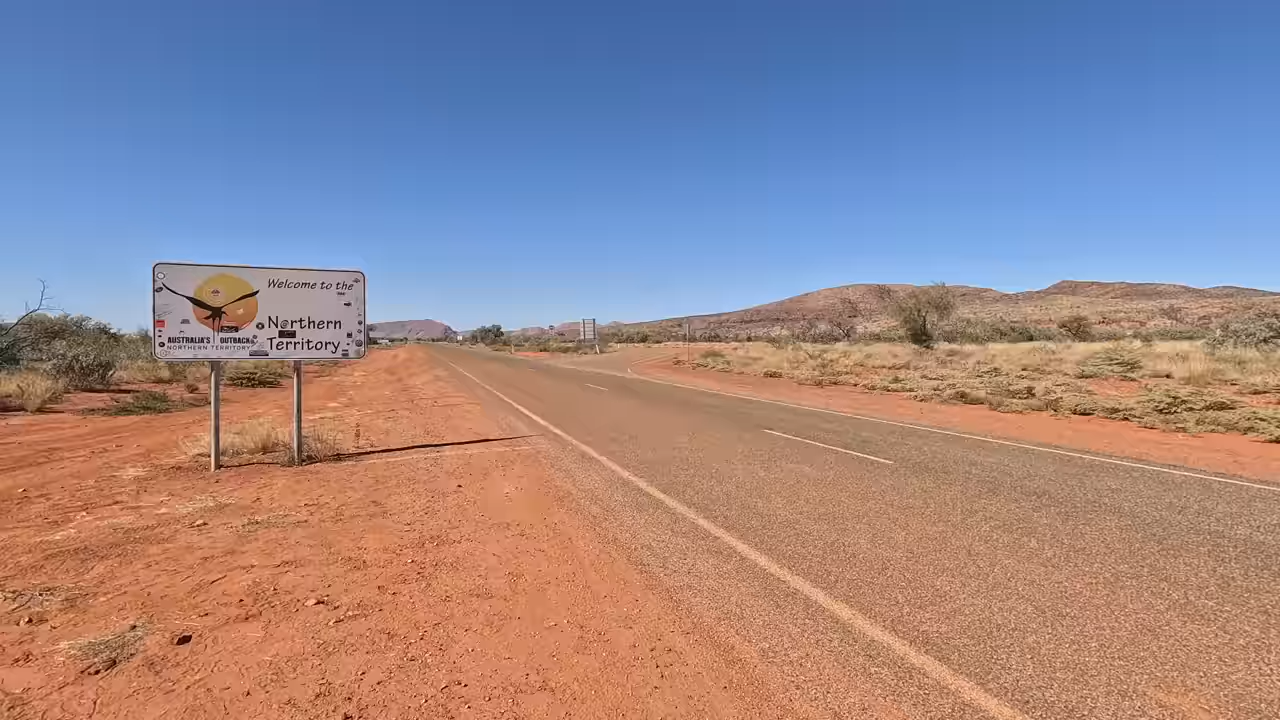 Welcome to the
Northern
Territory
AUSTRALIA'S OUTBACK
NORTHERN TERRITORY